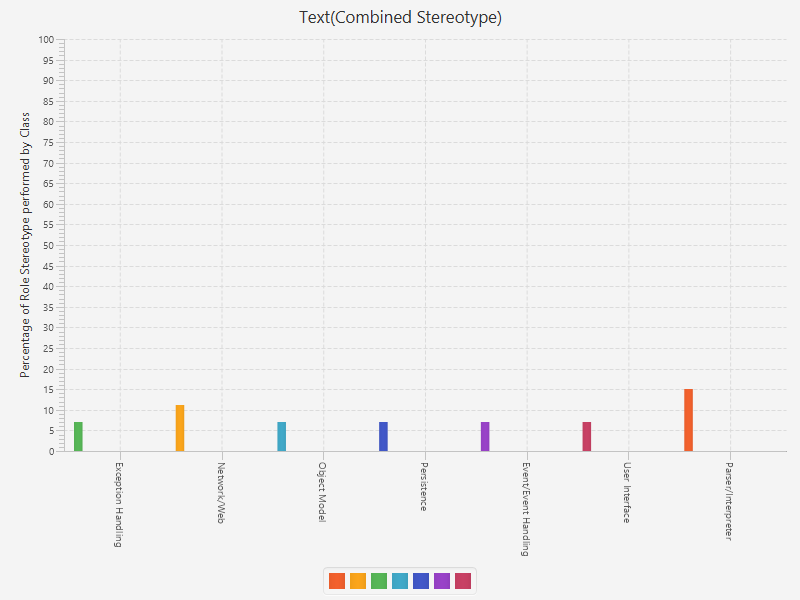 Text(Combined Stereotype)
Percentage of Role Stereotype performed by Class
100
95
90
85
80
75
70
65
60
55
50
45
40
35
30
25
20
15
10
5
0
Exception Handling
Network/Web
Object Model
Persistence
Event/Event Handling
User Interface
Parser/Interpreter